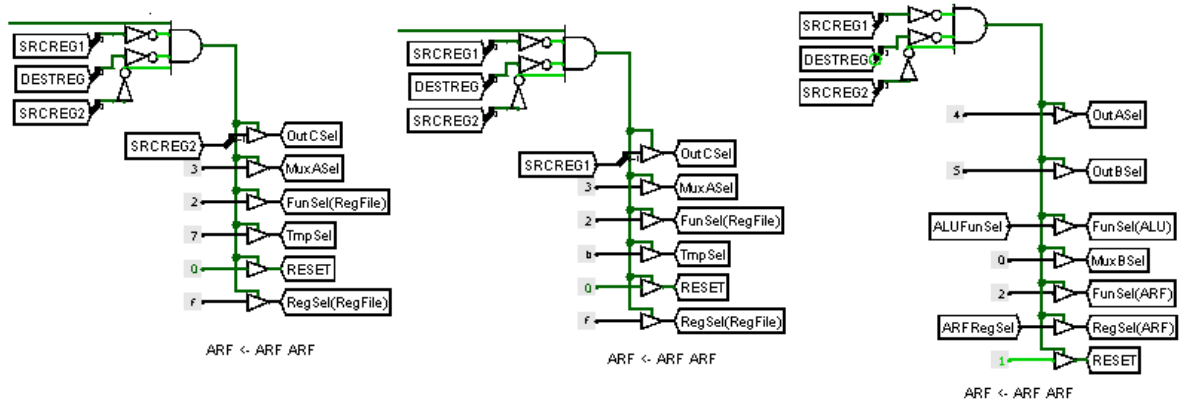 SRCREG1
DESTREG
SRCREG2
SRCREG2
OutCSel
3
MuxASel
2
FunSel(RegFile)
7
TmpSel
0
RESET
f
RegSel(RegFile)
ARF <- ARF ARF
SRCREG1
DESTREG
SRCREG2
SRCREG1
OutCSel
3
MuxASel
2
FunSel(RegFile)
b
TmpSel
0
RESET
f
RegSel(RegFile)
ARF <- ARF ARF
SRCREG1
DESTREG
SRCREG2
4
OutASel
5
OutBSel
ALUFunSel
FunSel(ALU)
0
MuxBSel
2
FunSel(ARF)
ARFRegSel
RegSel(ARF)
1
RESET
ARF <- ARF ARF